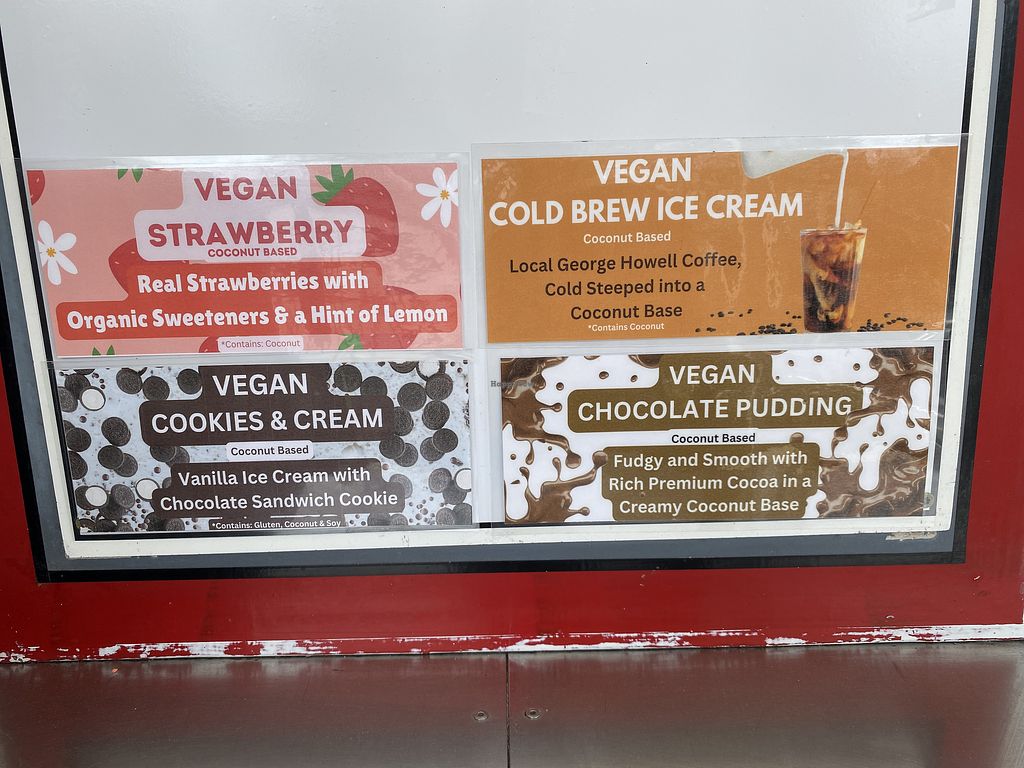 VEGAN
STRAWBERRY
COCONUT BASED
Real Strawberries with
Organic Sweeteners & a Hint of Lemon
*Contains: Coconut
VEGAN
COLD BREW ICE CREAM
Coconut Based
Local George Howell Coffee,
Cold Steeped into a
Coconut Base
*Contains Coconut
VEGAN
COOKIES & CREAM
Coconut Based
Vanilla Ice Cream with
Chocolate Sandwich Cookie
*Contains: Gluten, Coconut & Soy
VEGAN
CHOCOLATE PUDDING
Coconut Based
Fudgy and Smooth with
Rich Premium Cocoa in a
Creamy Coconut Base